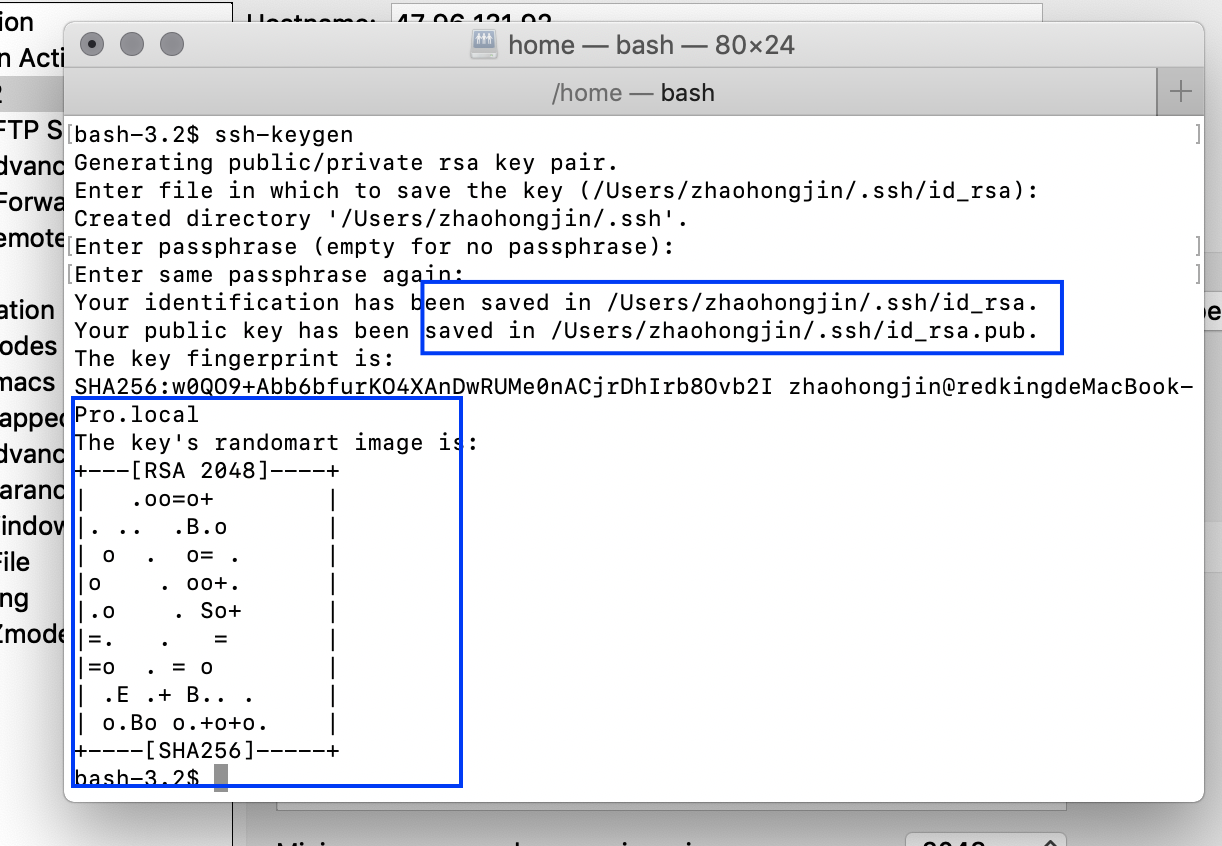 ion
Hostname: 47.96.131.92
n Acti
home — bash — 80×24
2
/home — bash
FTP S
[bash-3.2$ ssh-keygen ]
dvanc
Generating public/private rsa key pair.
Enter file in which to save the key (/Users/zhaohongjin/.ssh/id_rsa):
Forwa
Created directory '/Users/zhaohongjin/.ssh'.
emote
[Enter passphrase (empty for no passphrase): ]
[Enter same passphrase again: ]
ation
Your identification has been saved in /Users/zhaohongjin/.ssh/id_rsa.
Your public key has been saved in /Users/zhaohongjin/.ssh/id_rsa.pub.
odes
The key fingerprint is:
macs
SHA256:w0QO9+Abb6bfurKO4XAnDwRUMe0nACjrDhIrb8Ovb2I zhaohongjin@redkingdeMacBook-
appe
Pro.local
The key's randomart image is:
dvanc
+---[RSA 2048]----+
aranc
|   .oo=o+        |
indow
|. ..  .B.o       |
File
| o  .  o= .      |
|o    . oo+.      |
ng
|.o    . So+      |
Zmode
|=.   .   =       |
|=o  . = o        |
| .E .+ B.. .     |
| o.Bo o.+o+o.    |
+----[SHA256]-----+
bash-3.2$
2048